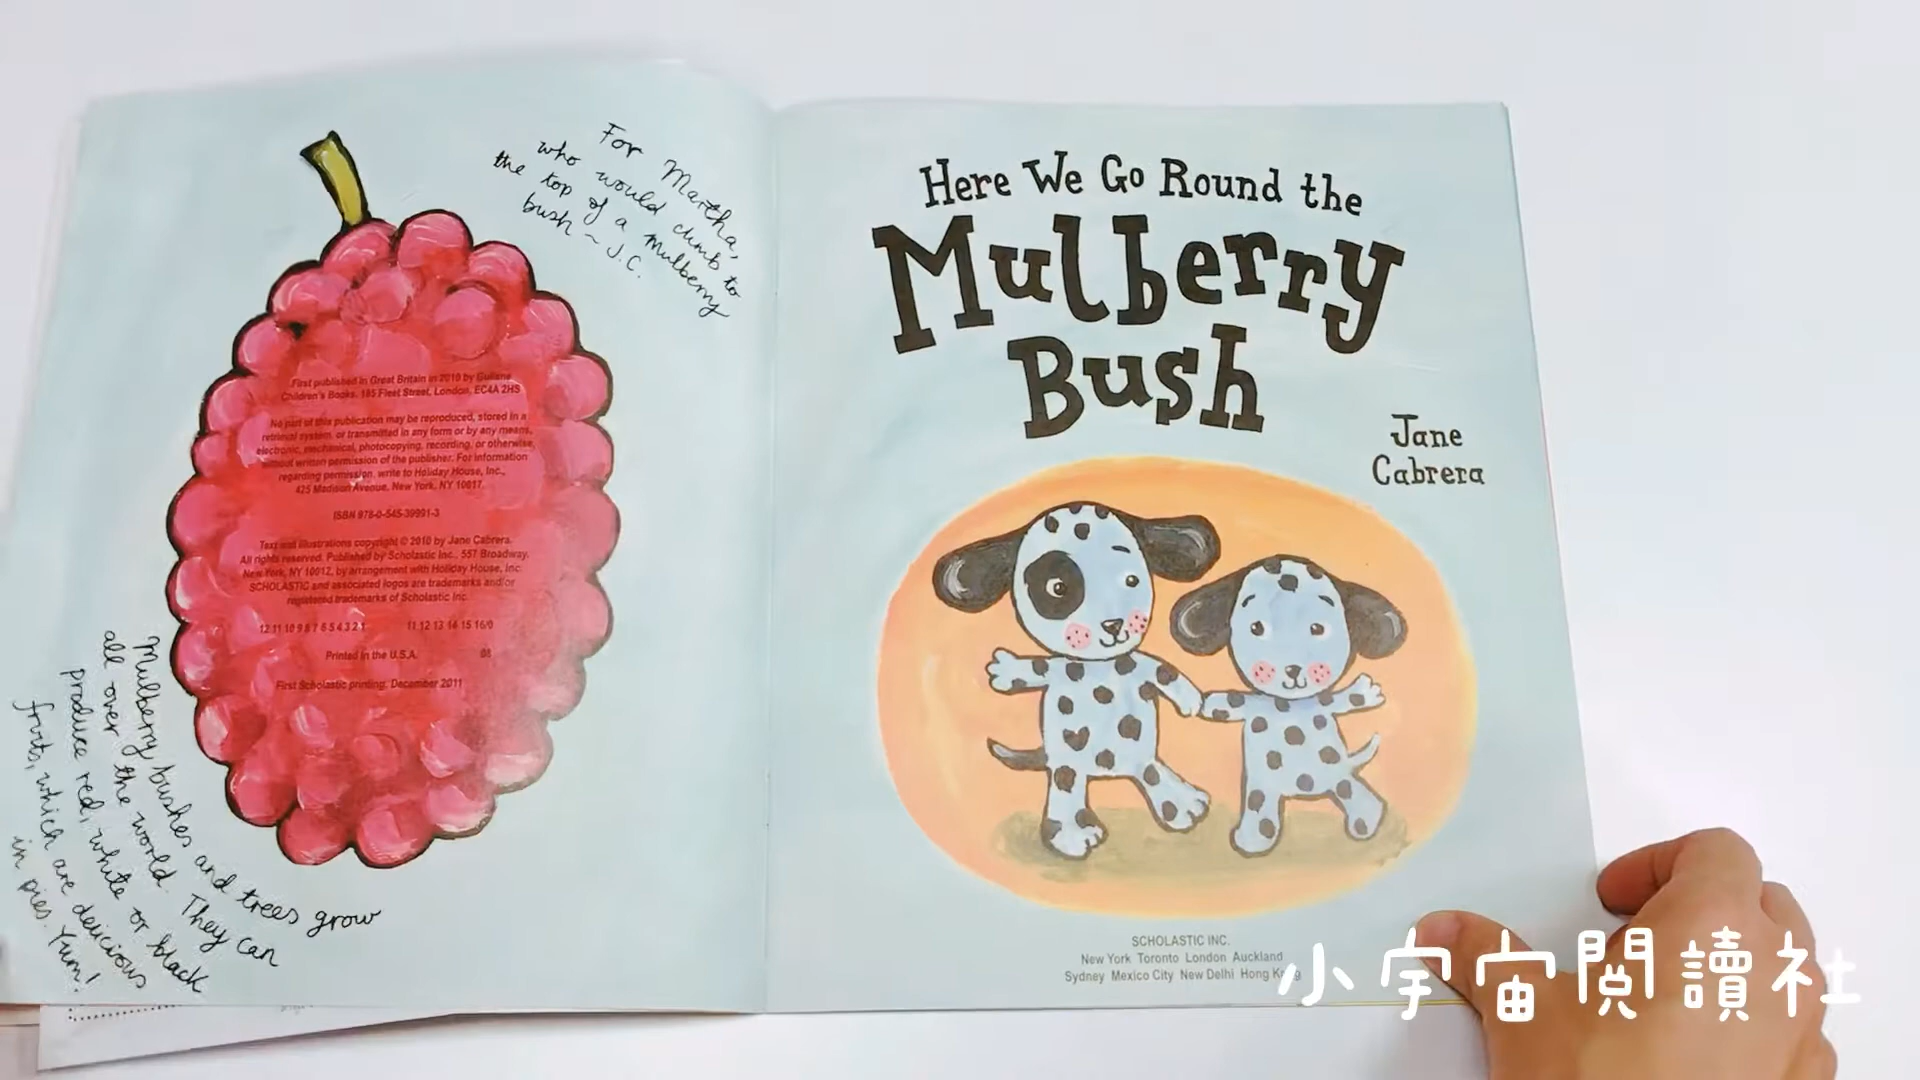 For Martha,
who would climb to
the top of a mulberry
bush ~ J.C.
First published in Great Britain in 2010 by Gullane
Children's Books, 185 Fleet Street, London, EC4A 2HS
No part of this publication may be reproduced, stored in a
retrieval system, or transmitted in any form or by any means,
electronic, mechanical, photocopying, recording, or otherwise,
without written permission of the publisher. For information
regarding permission, write to Holiday House, Inc.,
425 Madison Avenue, New York, NY 10017.
ISBN 978-0-545-39991-3
Text and illustrations copyright © 2010 by Jane Cabrera.
All rights reserved. Published by Scholastic Inc., 557 Broadway,
New York, NY 10012, by arrangement with Holiday House, Inc.
SCHOLASTIC and associated logos are trademarks and/or
registered trademarks of Scholastic Inc.
12 11 10 9 8 7 6 5 4 3 2 1 11 12 13 14 15 16/0
Printed in the U.S.A. 08
First Scholastic printing, December 2011
Mulberry bushes and trees grow
all over the world. They can
produce red, white or black
fruits, which are delicious
in pies. Yum!
Here We Go Round the
Mulberry
Bush
Jane
Cabrera
SCHOLASTIC INC.
New York Toronto London Auckland
Sydney Mexico City New Delhi Hong Kong
小宇宙閱讀社